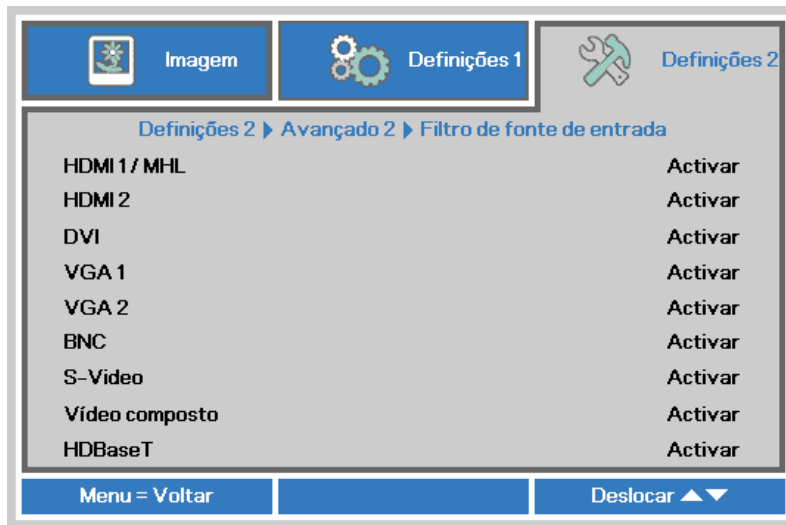 Imagem
Definições 1
Definições 2
Definições 2 ▶ Avançado 2 ▶ Filtro de fonte de entrada
HDMI 1 / MHL Activar
HDMI 2 Activar
DVI Activar
VGA 1 Activar
VGA 2 Activar
BNC Activar
S-Video Activar
Vídeo composto Activar
HDBaseT Activar
Menu = Voltar
Deslocar ▲▼